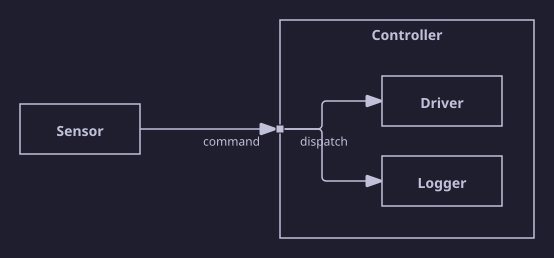 Controller
Driver
Sensor
command
dispatch
Logger